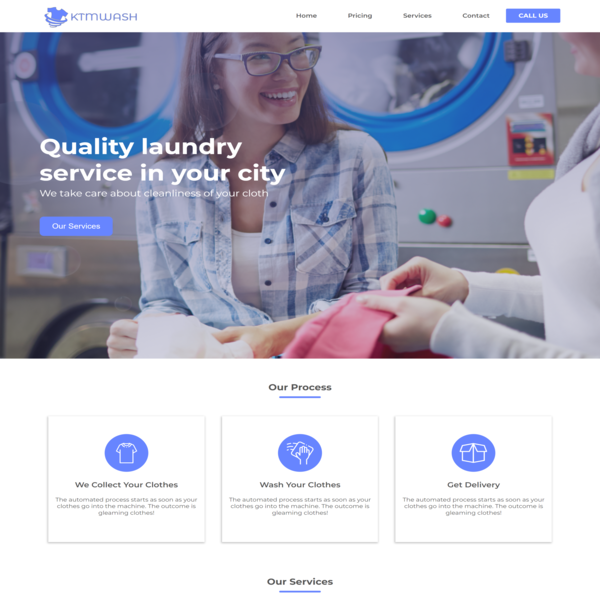 KTMWASH
Home Pricing Services Contact CALL US
Quality laundry
service in your city
We take care about cleanliness of your cloth
Our Services
Our Process
We Collect Your Clothes
The automated process starts as soon as your
clothes go into the machine. The outcome is
gleaming clothes!
Wash Your Clothes
The automated process starts as soon as your
clothes go into the machine. The outcome is
gleaming clothes!
Get Delivery
The automated process starts as soon as your
clothes go into the machine. The outcome is
gleaming clothes!
Our Services